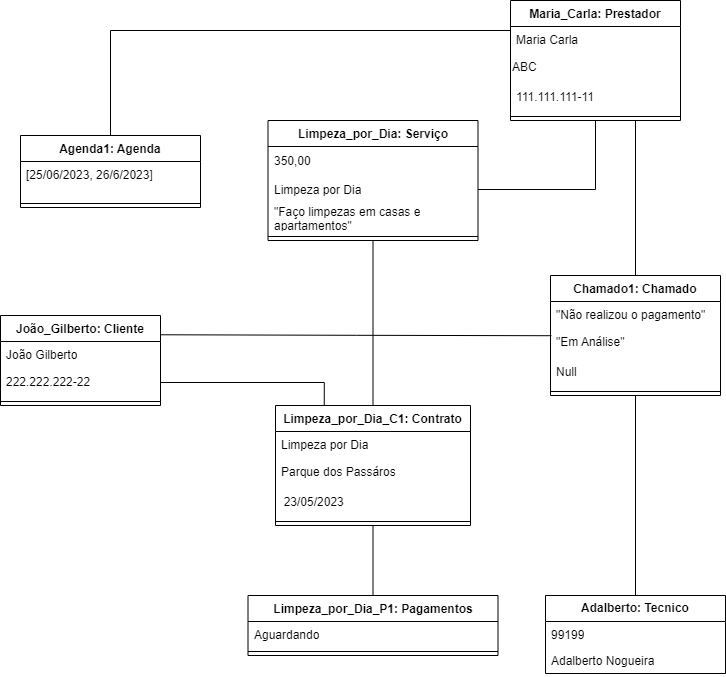 Maria_Carla: Prestador
Maria Carla
ABC
111.111.111-11
Agenda1: Agenda
[25/06/2023, 26/6/2023]
Limpeza_por_Dia: Serviço
350,00
Limpeza por Dia
"Faço limpezas em casas e
apartamentos"
Chamado1: Chamado
"Não realizou o pagamento"
"Em Análise"
Null
João_Gilberto: Cliente
João Gilberto
222.222.222-22
Limpeza_por_Dia_C1: Contrato
Limpeza por Dia
Parque dos Passáros
23/05/2023
Limpeza_por_Dia_P1: Pagamentos
Aguardando
Adalberto: Tecnico
99199
Adalberto Nogueira